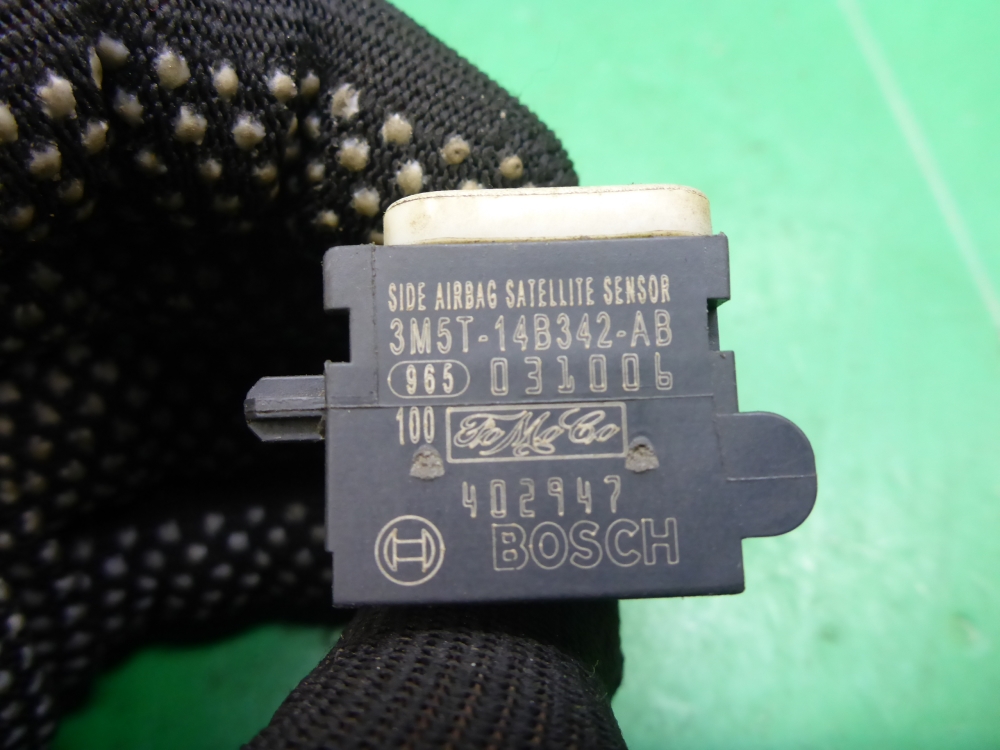 SIDE AIRBAG SATELLITE SENSOR
3M5T-14B342-AB
965 031006
100 FoMoCo
402947
BOSCH